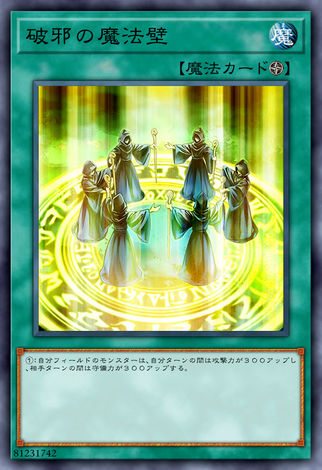 破邪の魔法壁
魔
【魔法カード】
①:自分フィールドのモンスターは、自分ターンの間は攻撃力が３００アップし、
相手ターンの間は守備力が３００アップする。
81231742